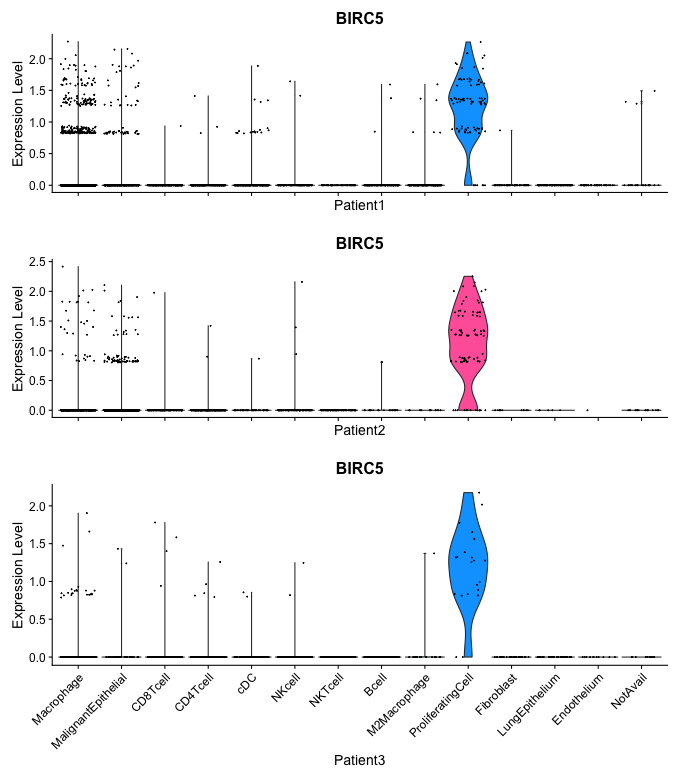 BIRC5
Expression Level
2.0
1.5
1.0
0.5
0.0
Patient1
BIRC5
Expression Level
2.5
2.0
1.5
1.0
0.5
0.0
Patient2
BIRC5
Expression Level
2.0
1.5
1.0
0.5
0.0
Macrophage
MalignantEpithelial
CD8Tcell
CD4Tcell
cDC
NKcell
NKTcell
Bcell
M2Macrophage
ProliferatingCell
Fibroblast
LungEpithelium
Endothelium
NotAvail
Patient3